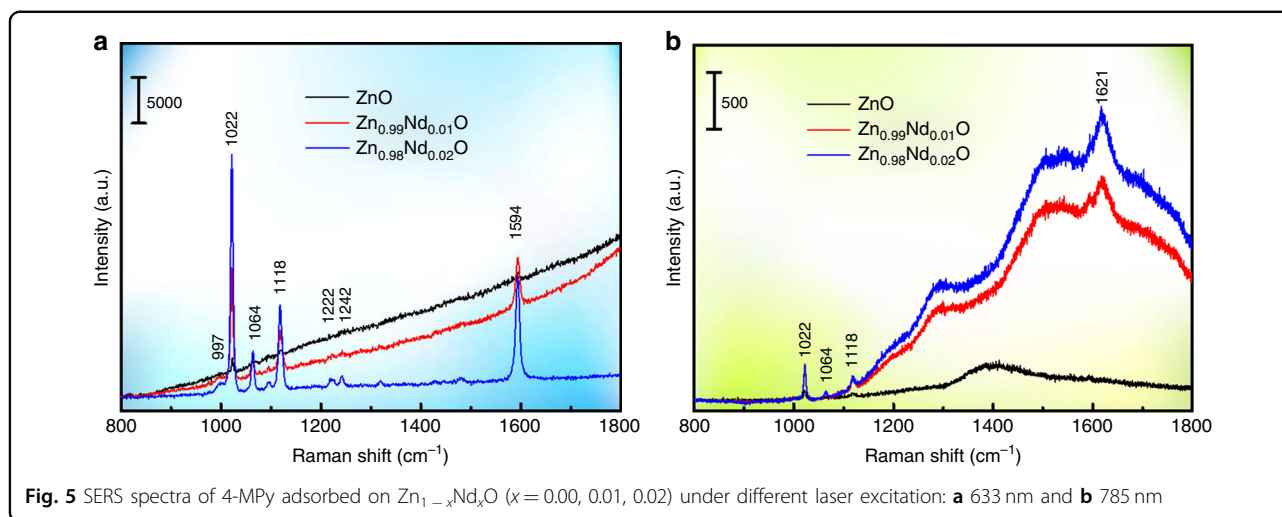 a
5000
ZnO
Zn0.99Nd0.01O
Zn0.98Nd0.02O
997
1022
1064
1118
1222
1242
1594
Intensity (a.u.)
800 1000 1200 1400 1600 1800
Raman shift (cm−1)
b
500
ZnO
Zn0.99Nd0.01O
Zn0.98Nd0.02O
1022
1064
1118
1621
Intensity (a.u.)
800 1000 1200 1400 1600 1800
Raman shift (cm−1)
Fig. 5 SERS spectra of 4-MPy adsorbed on Zn1 − xNdxO (x = 0.00, 0.01, 0.02) under different laser excitation: a 633 nm and b 785 nm